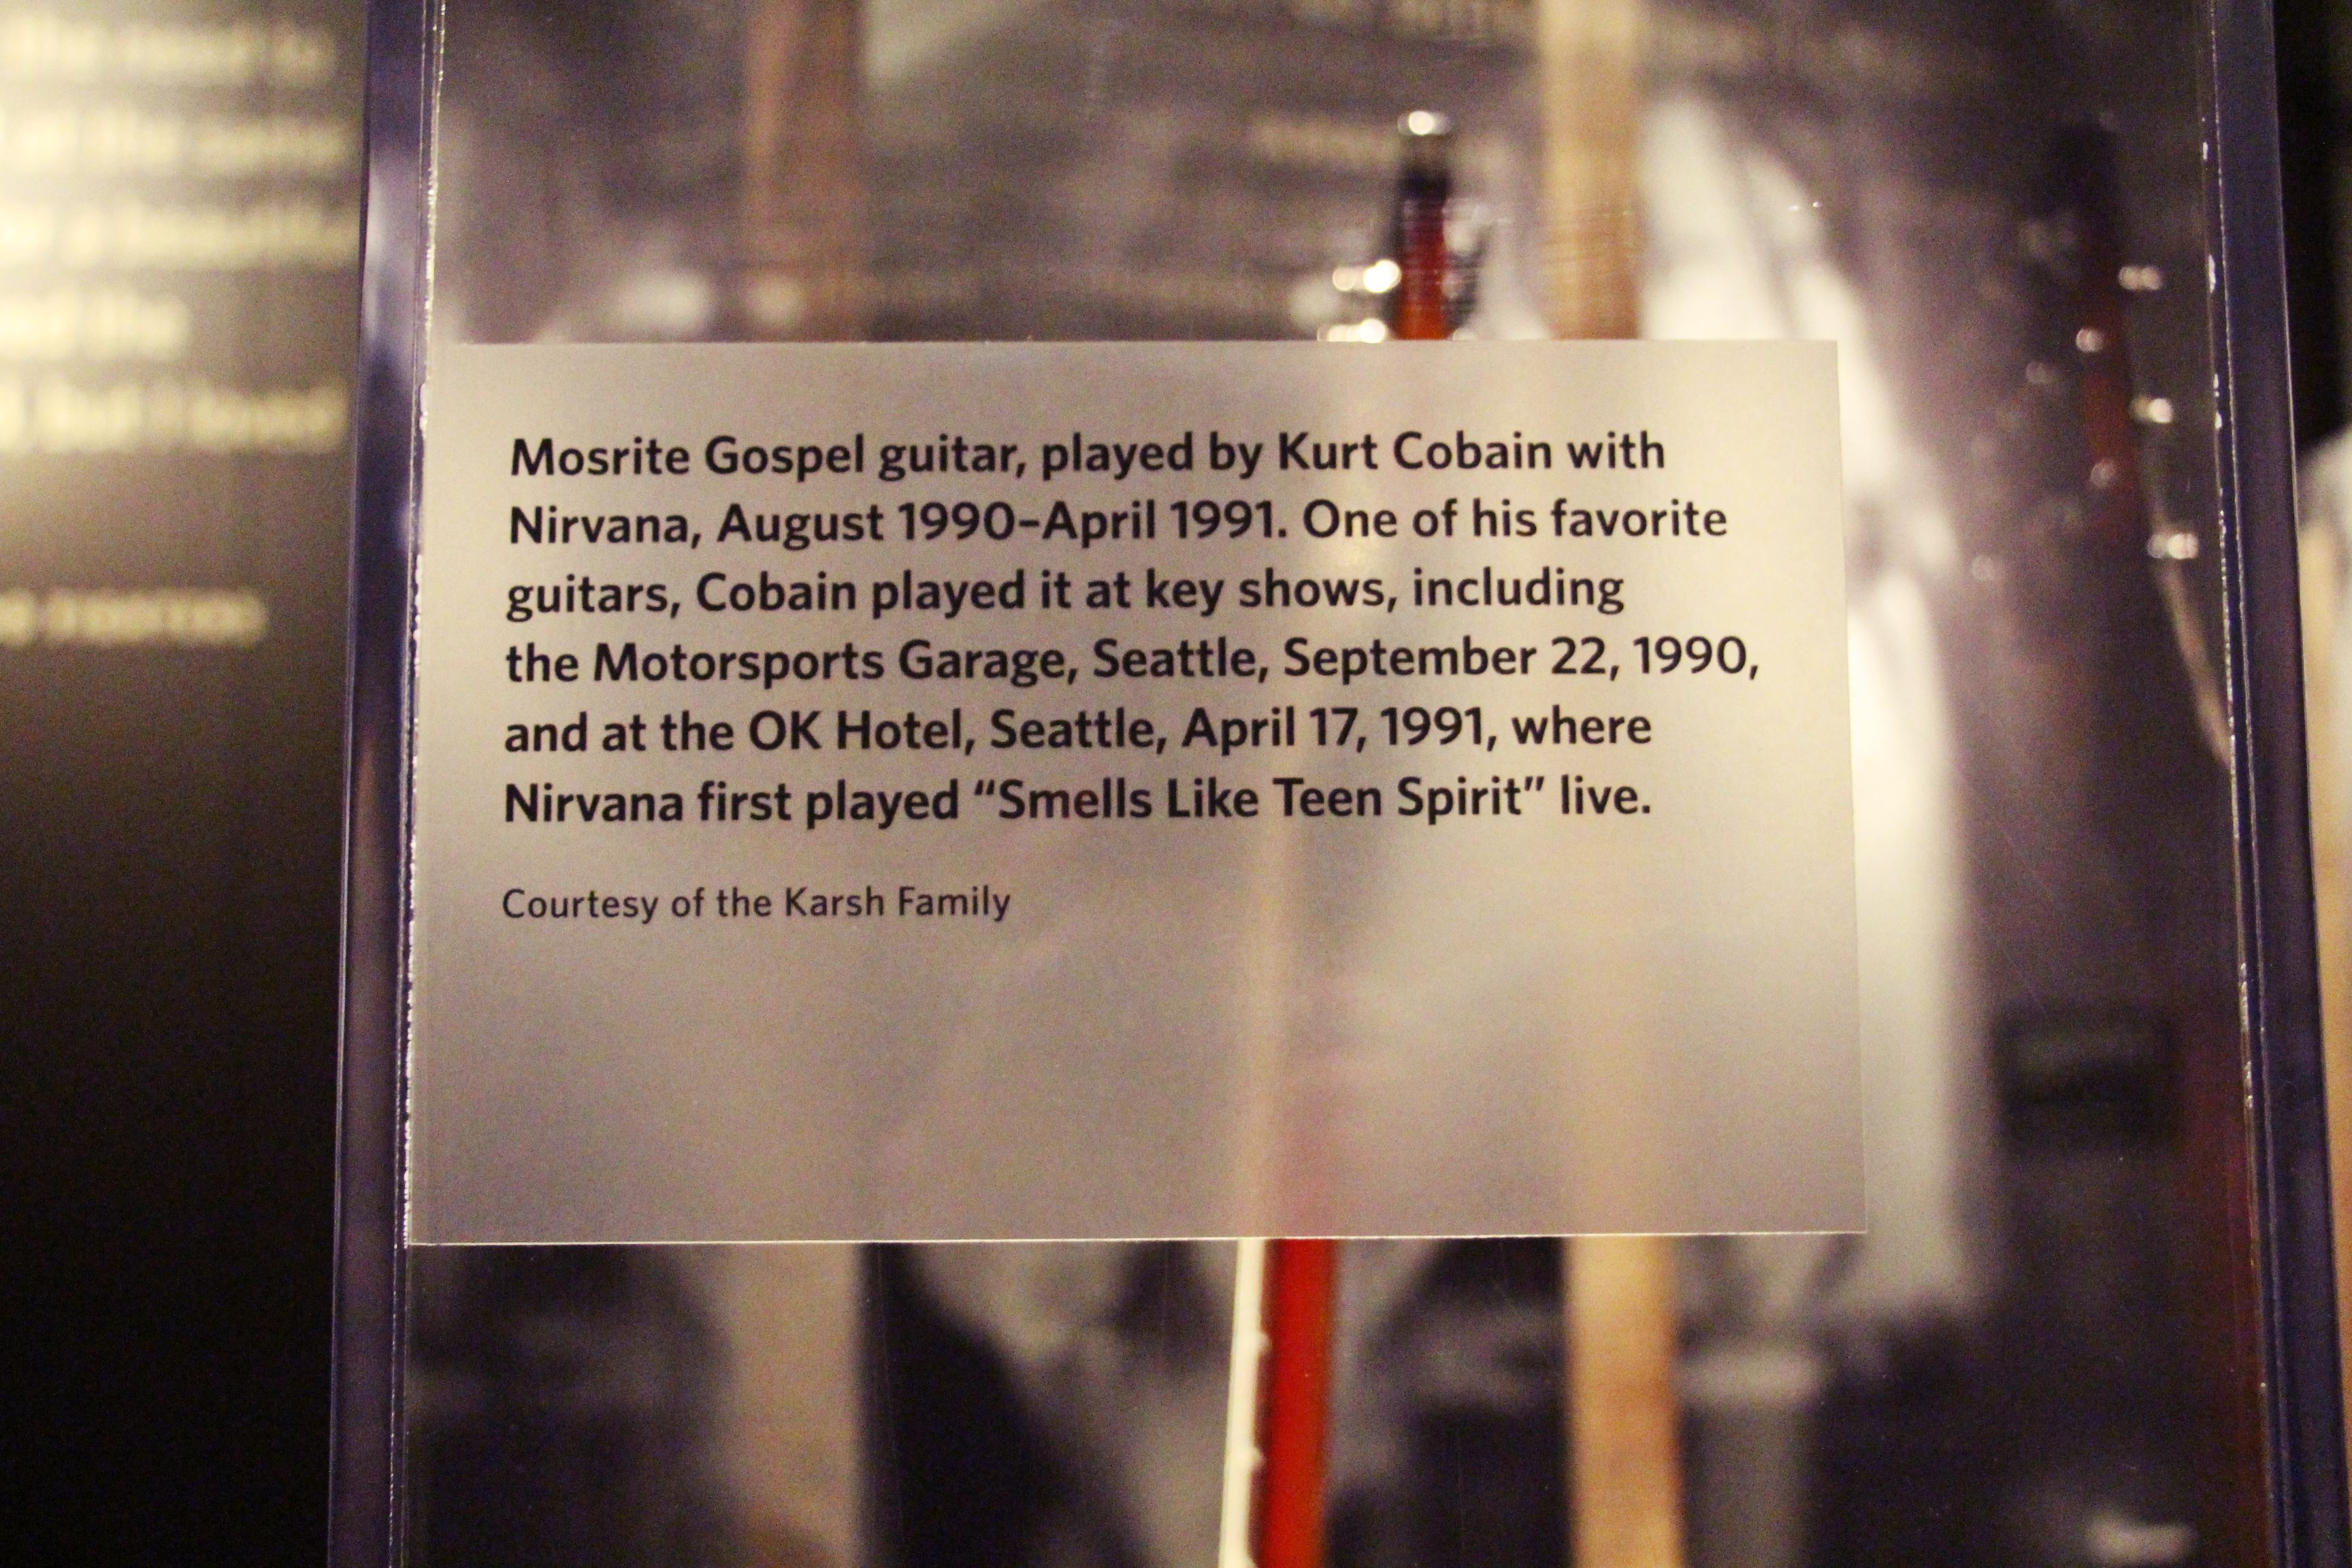 Mosrite Gospel guitar, played by Kurt Cobain with
Nirvana, August 1990–April 1991. One of his favorite
guitars, Cobain played it at key shows, including
the Motorsports Garage, Seattle, September 22, 1990,
and at the OK Hotel, Seattle, April 17, 1991, where
Nirvana first played “Smells Like Teen Spirit” live.
Courtesy of the Karsh Family